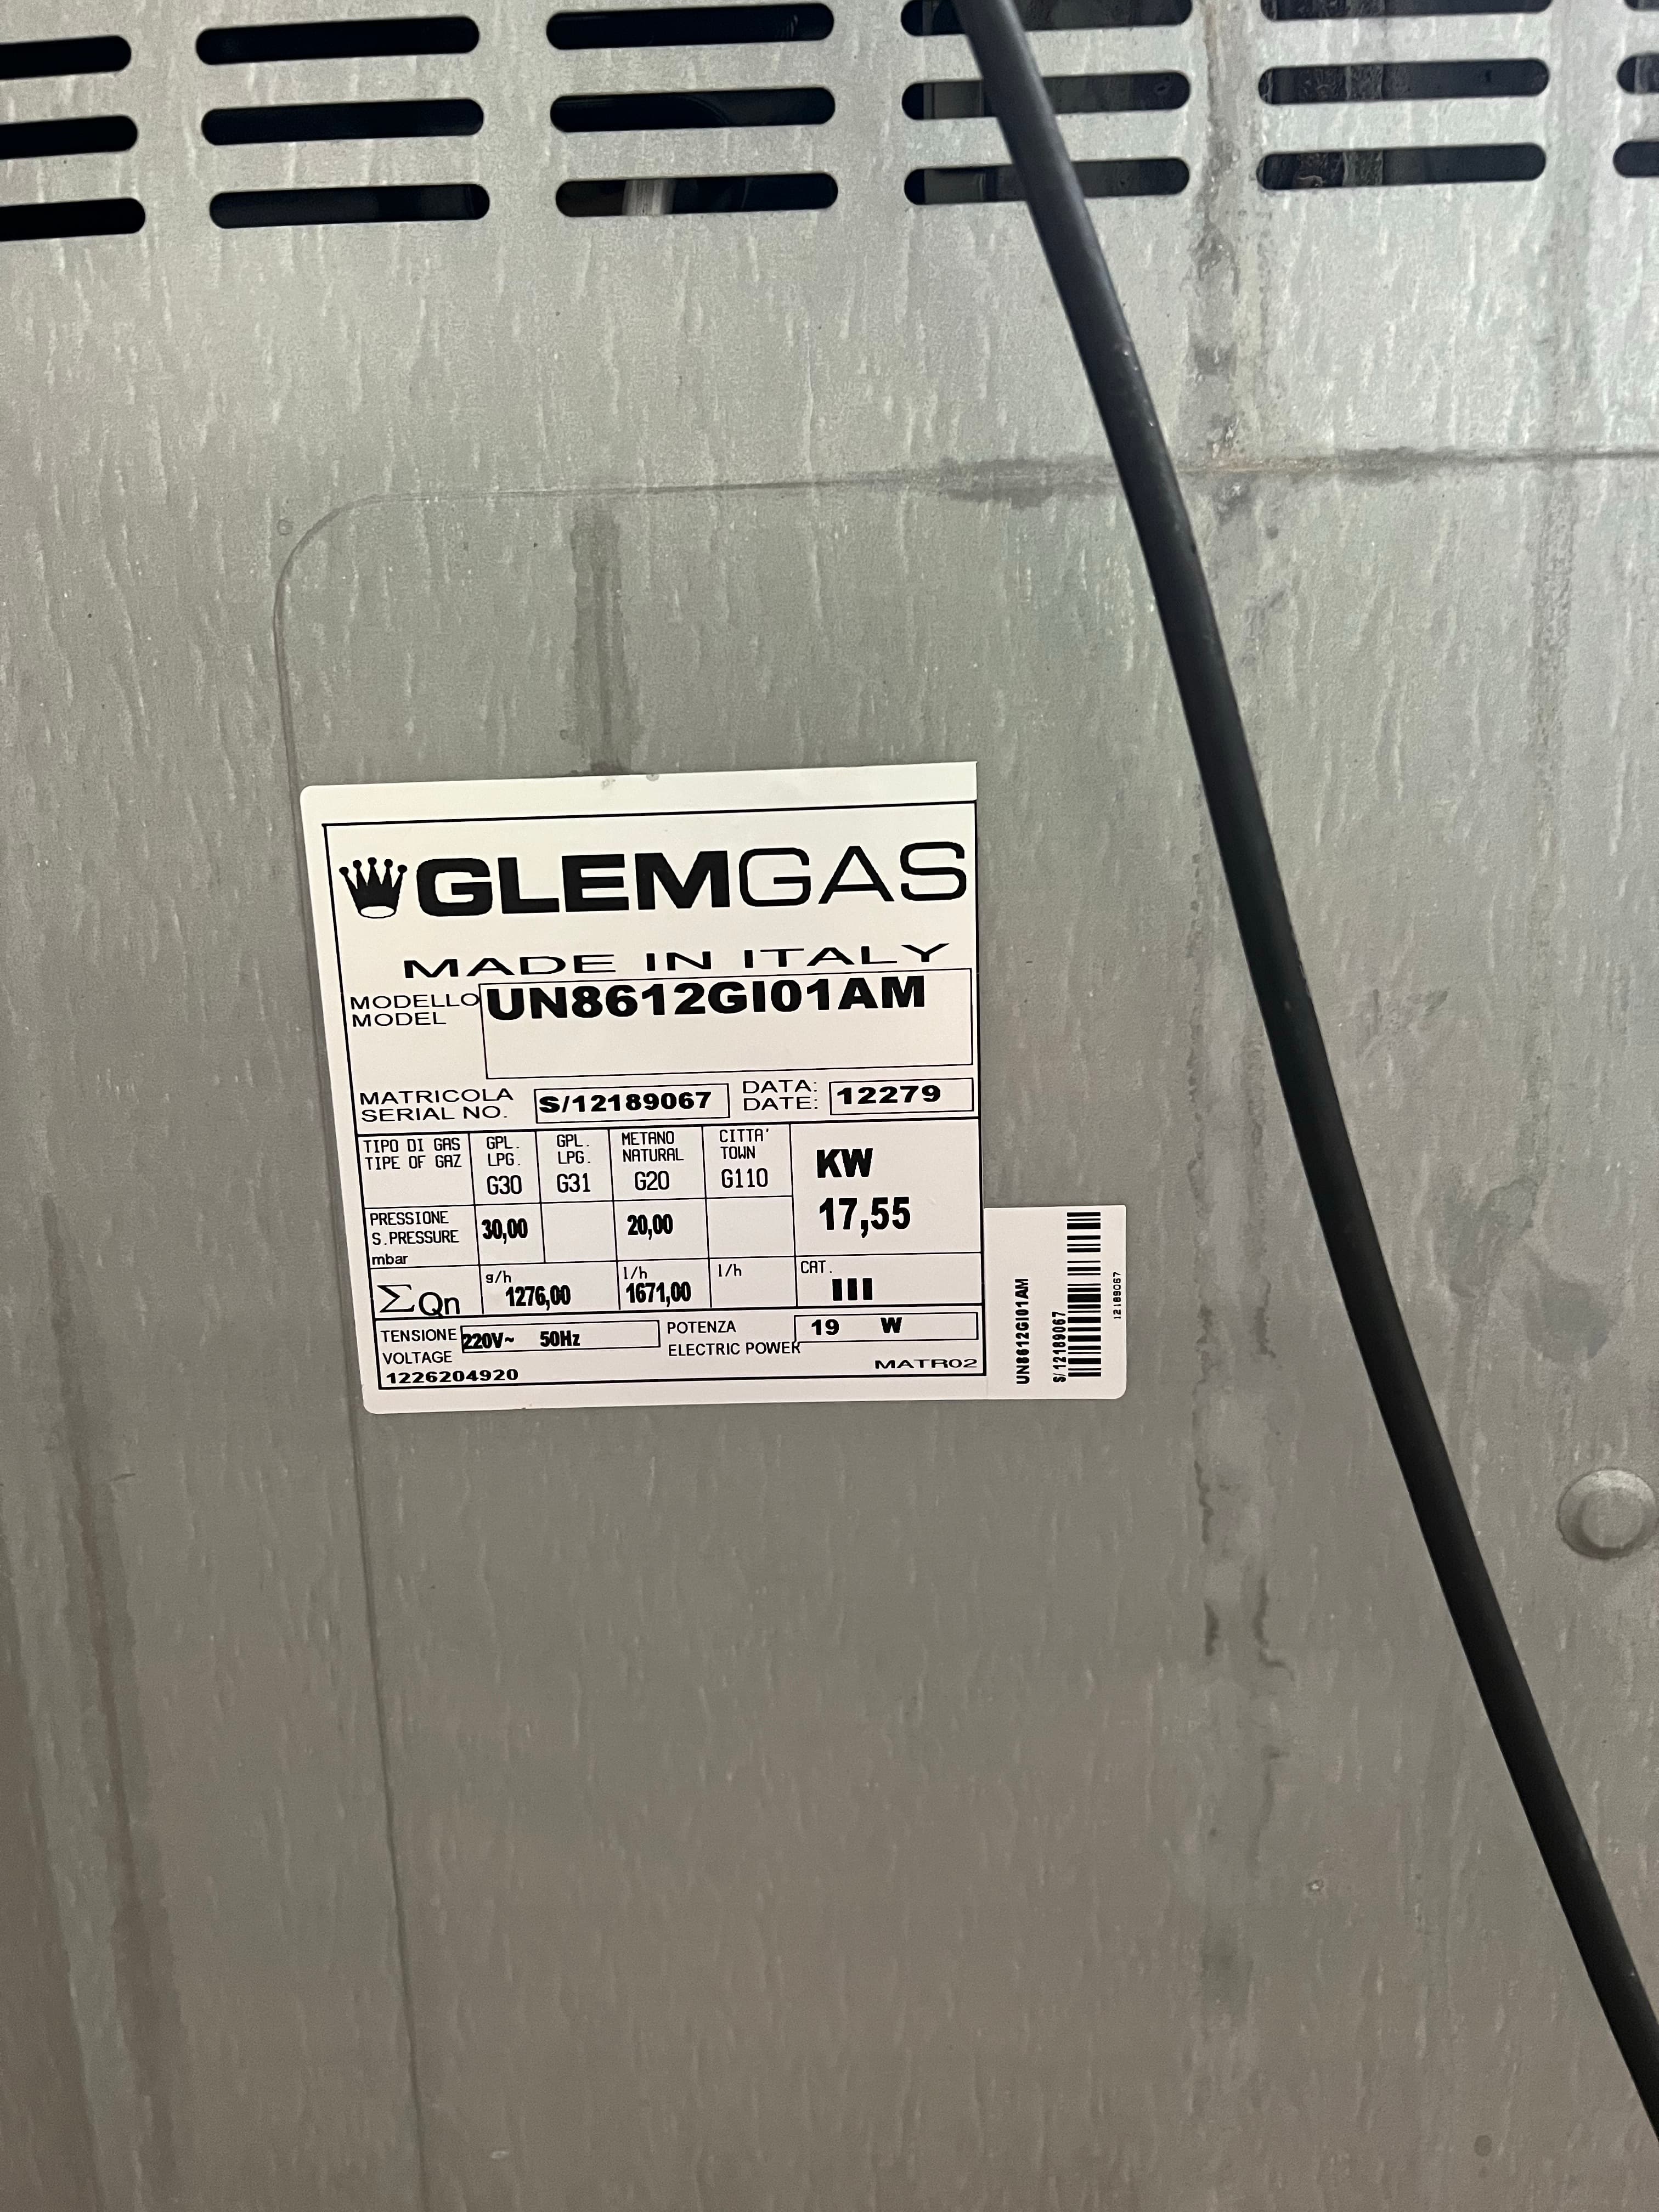 GLEMGAS
MADE IN ITALY
MODELLO UN8612GI01AM
MODEL
MATRICOLA S/12189067 DATA: 12279
SERIAL NO. DATE:
TIPO DI GAS GPL. GPL. METANO CITTA'
TIPE OF GAZ LPG. LPG. NATURAL TOWN KW
G30 G31 G20 G110
PRESSIONE 30,00 20,00 17,55
S.PRESSURE
mbar
g/h l/h l/h CAT.
ΣQn 1276,00 1671,00 III
TENSIONE 220V~ 50Hz POTENZA 19 W
VOLTAGE ELECTRIC POWER
1226204920 MATR02
UN8612GI01AM
S/12189067
12189067